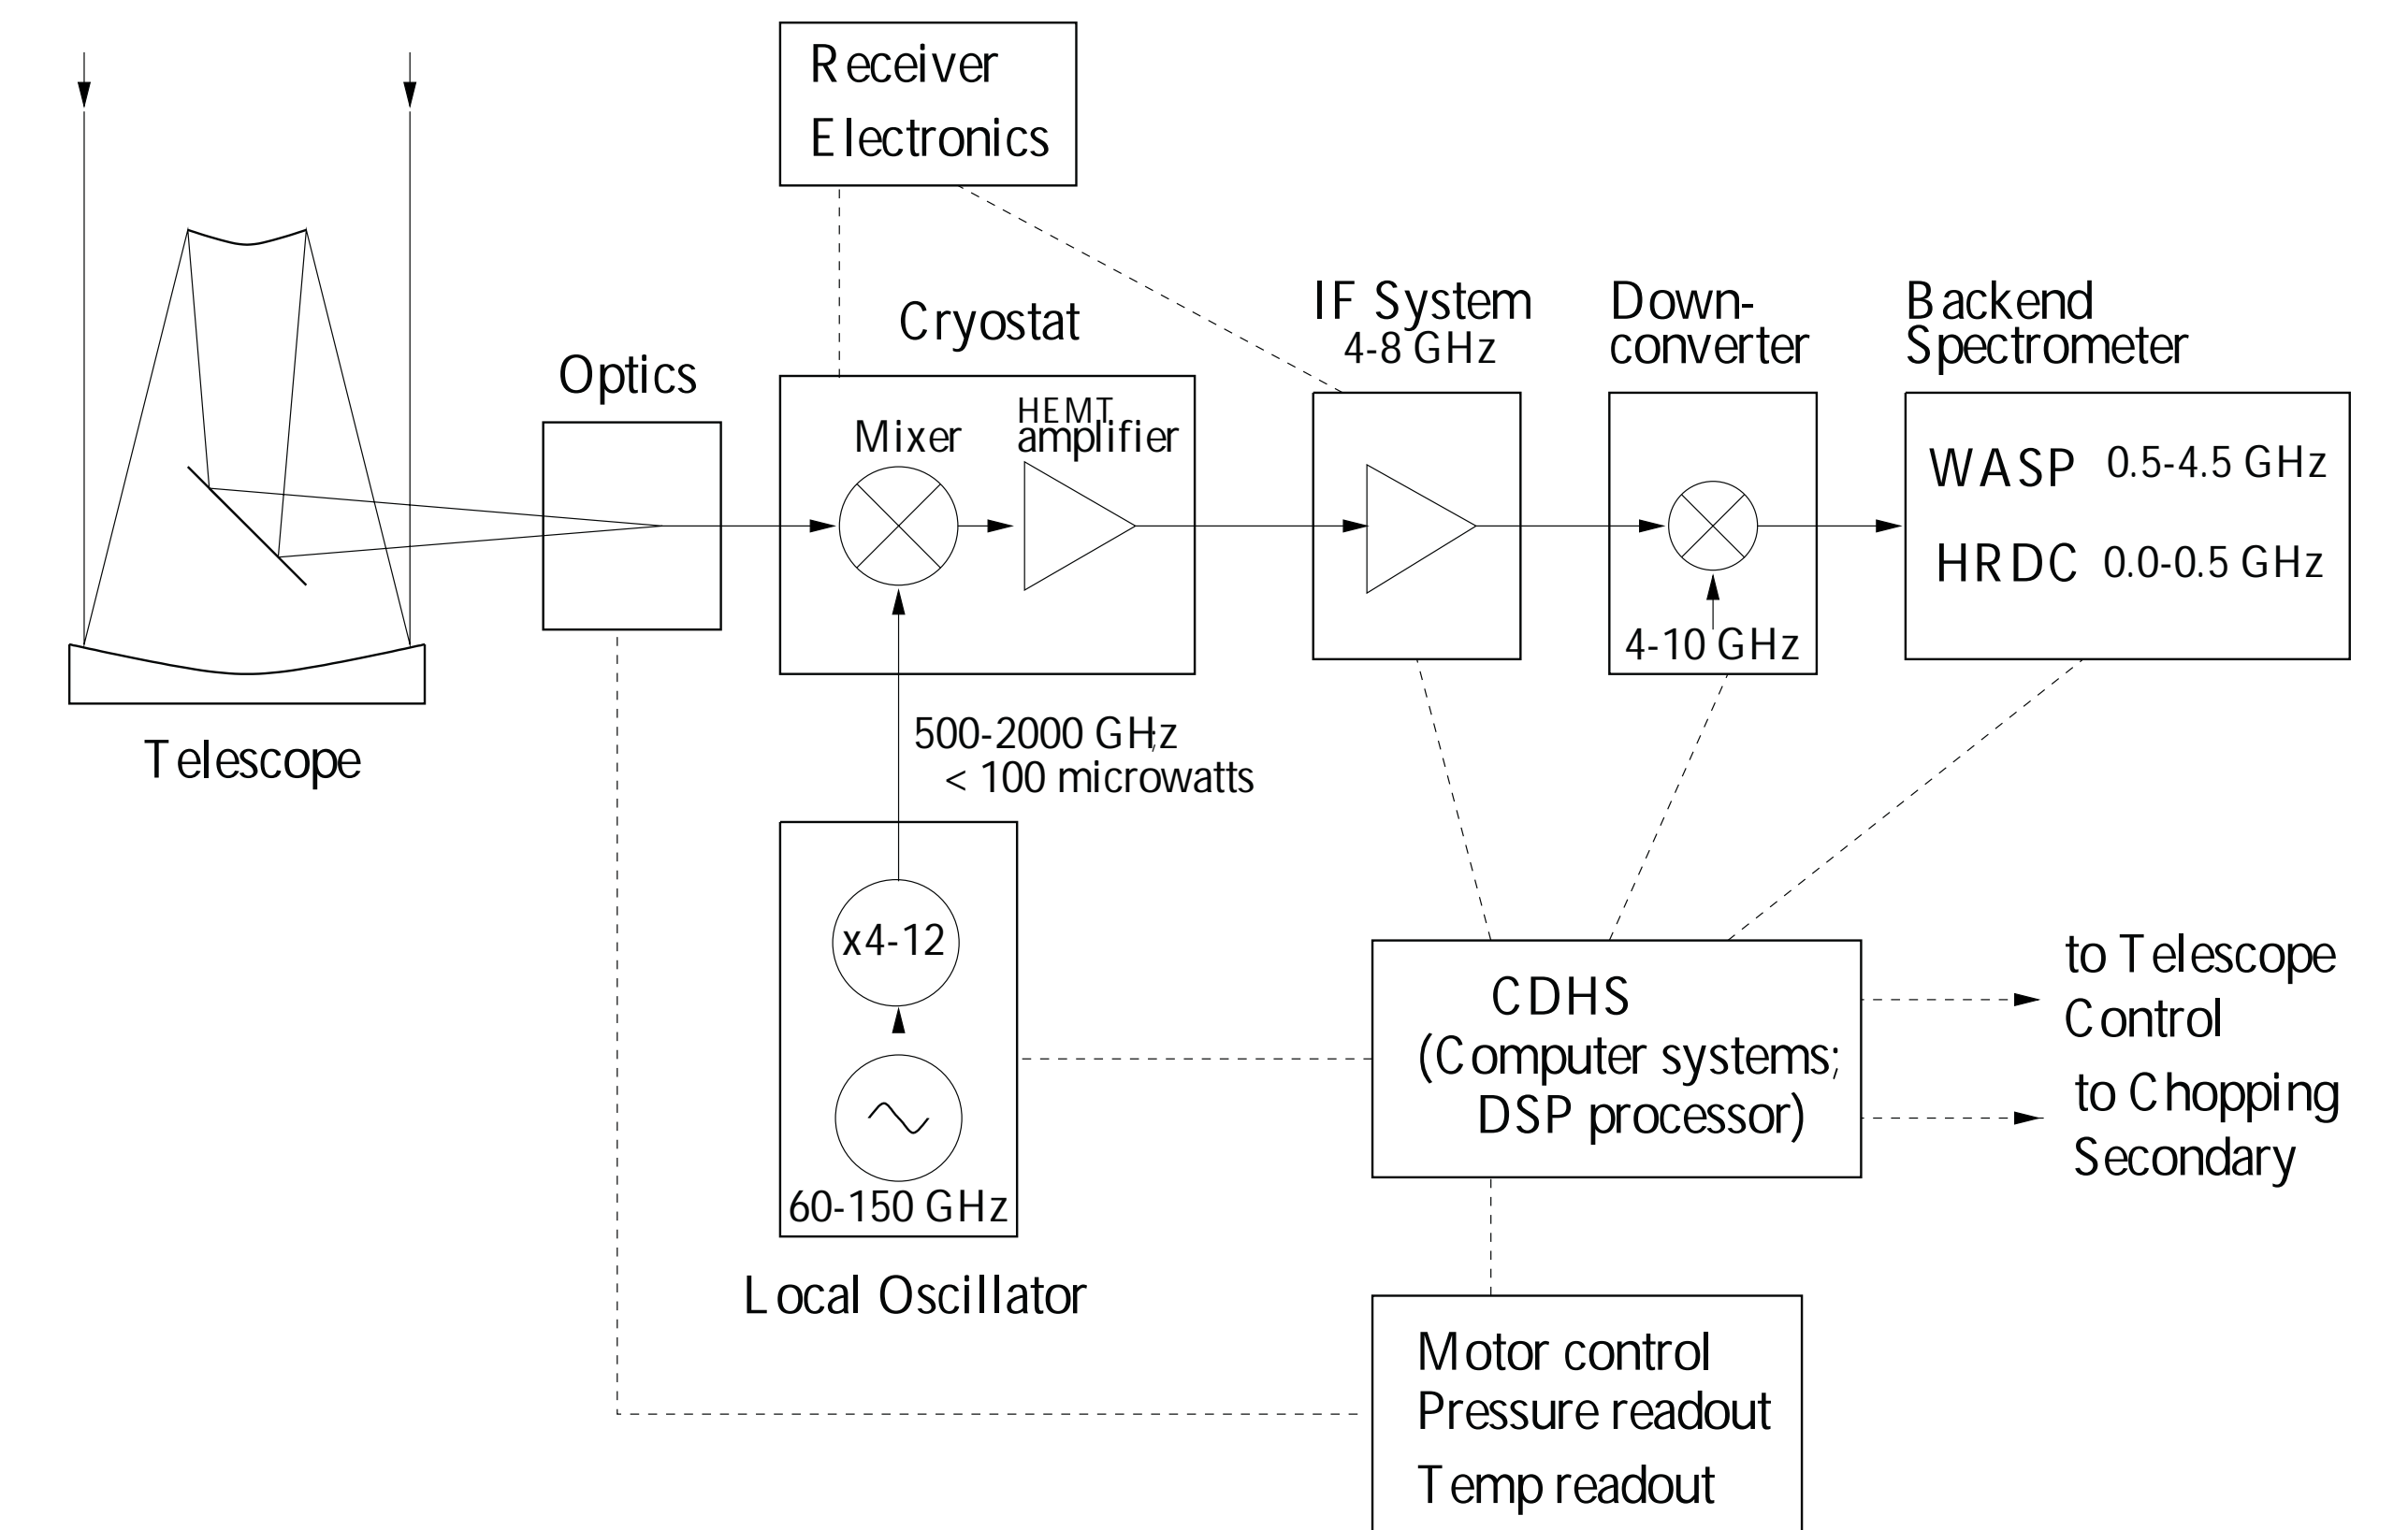 Receiver
Electronics
Telescope
Optics
Cryostat
Mixer
HEMT
amplifier
IF System
4-8 GHz
Down-
converter
4-10 GHz
Backend
Spectrometer
WASP 0.5-4.5 GHz
HRDC 0.0-0.5 GHz
500-2000 GHz;
< 100 microwatts
x4-12
60-150 GHz
Local Oscillator
CDHS
(Computer systems;
DSP processor)
to Telescope
Control
to Chopping
Secondary
Motor control
Pressure readout
Temp readout